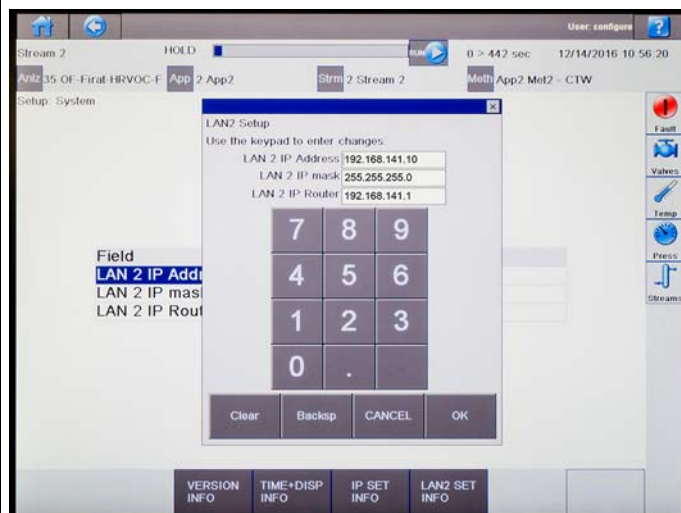 User: configure
?
Stream 2 HOLD RUN 0 > 442 sec 12/14/2016 10:56:20
Anlz 35 OF-Firat-HRVOC-F App 2 App2 Strm 2 Stream 2 Meth App2 Met2 - CTW
Setup: System
LAN2 Setup
Use the keypad to enter changes.
LAN 2 IP Address 192.168.141.10
LAN 2 IP mask 255.255.255.0
LAN 2 IP Router 192.168.141.1
7 8 9
4 5 6
1 2 3
0 .
Clear Backsp CANCEL OK
Field
LAN 2 IP Addr
LAN 2 IP mas
LAN 2 IP Rout
Fault
Valves
Temp
Press
Streams
VERSION INFO TIME+DISP INFO IP SET INFO LAN2 SET INFO